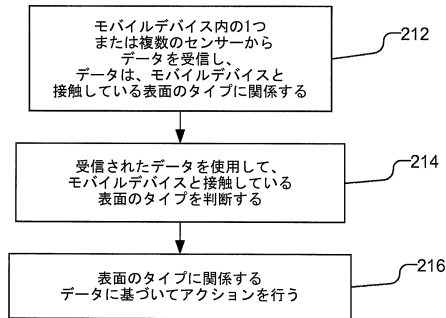 モバイルデバイス内の1つ
または複数のセンサーから
データを受信し、
データは、モバイルデバイスと
接触している表面のタイプに関係する
212
受信されたデータを使用して、
モバイルデバイスと接触している
表面のタイプを判断する
214
表面のタイプに関係する
データに基づいてアクションを行う
216